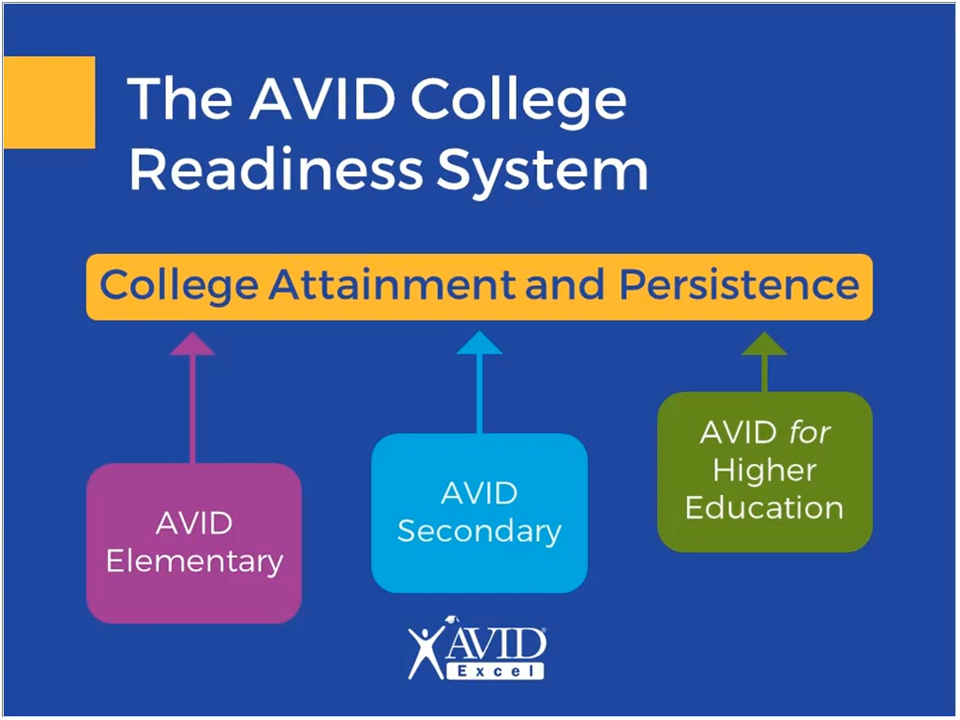 The AVID College
Readiness System
College Attainment and Persistence
AVID
Elementary
AVID
Secondary
AVID for
Higher
Education
AVID®
Excel